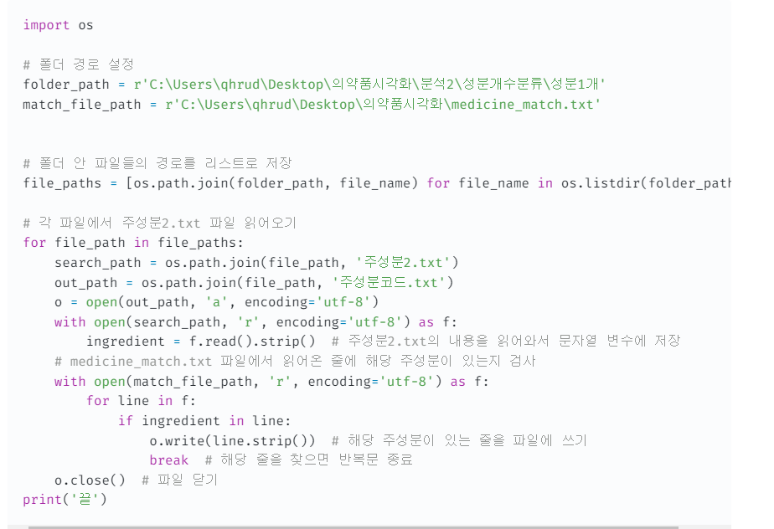 import os
# 폴더 경로 설정
folder_path = r'C:\Users\qhrud\Desktop\의약품시각화\분석2\성분개수분류\성분1개'
match_file_path = r'C:\Users\qhrud\Desktop\의약품시각화\medicine_match.txt'
# 폴더 안 파일들의 경로를 리스트로 저장
file_paths = [os.path.join(folder_path, file_name) for file_name in os.listdir(folder_path
# 각 파일에서 주성분2.txt 파일 읽어오기
for file_path in file_paths:
    search_path = os.path.join(file_path, '주성분2.txt')
    out_path = os.path.join(file_path, '주성분코드.txt')
    o = open(out_path, 'a', encoding='utf-8')
    with open(search_path, 'r', encoding='utf-8') as f:
        ingredient = f.read().strip()  # 주성분2.txt의 내용을 읽어와서 문자열 변수에 저장
    # medicine_match.txt 파일에서 읽어온 줄에 해당 주성분이 있는지 검사
    with open(match_file_path, 'r', encoding='utf-8') as f:
        for line in f:
            if ingredient in line:
                o.write(line.strip())  # 해당 주성분이 있는 줄을 파일에 쓰기
                break  # 해당 줄을 찾으면 반복문 종료
    o.close()  # 파일 닫기
print('끝')